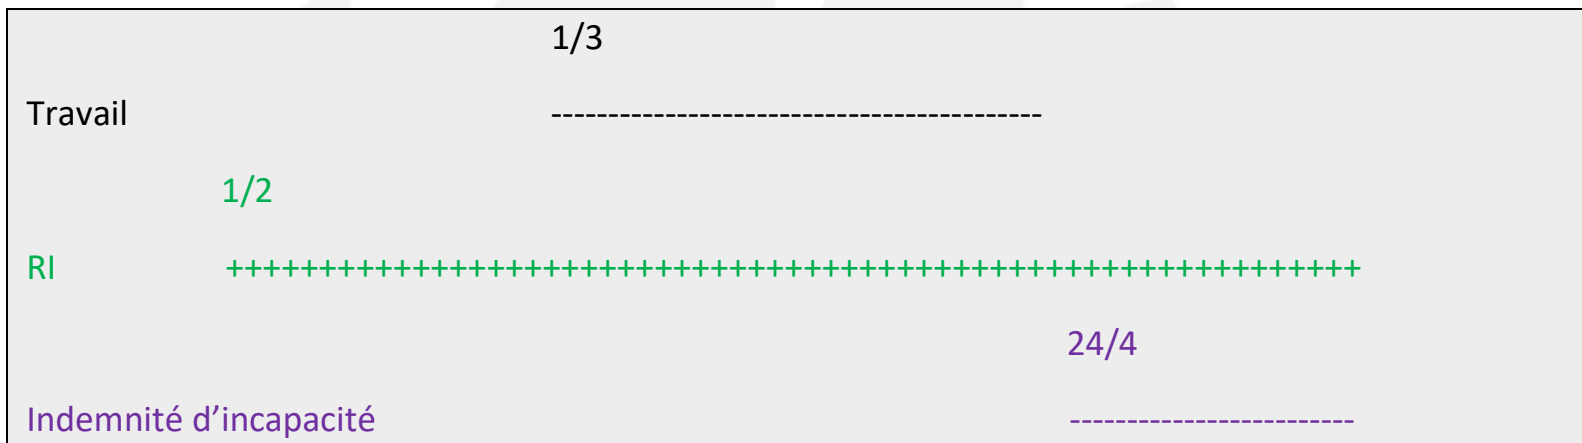 1/3
Travail -------------------------------------------
1/2
RI +++++++++++++++++++++++++++++++++++++++++++++++++++++++++++++++++++++++++
24/4
Indemnité d’incapacité -------------------------